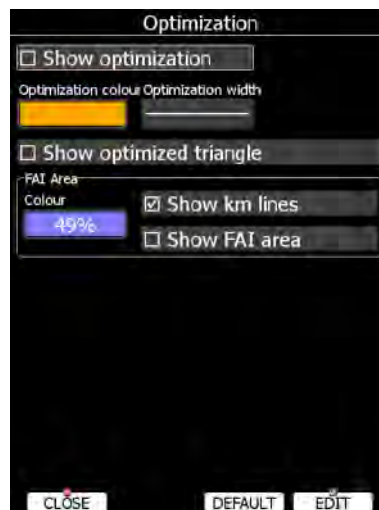 Optimization
Show optimization
Optimization colour Optimization width
Show optimized triangle
FAI Area
Colour
Show km lines
49%
Show FAI area
CLOSE DEFAULT EDIT